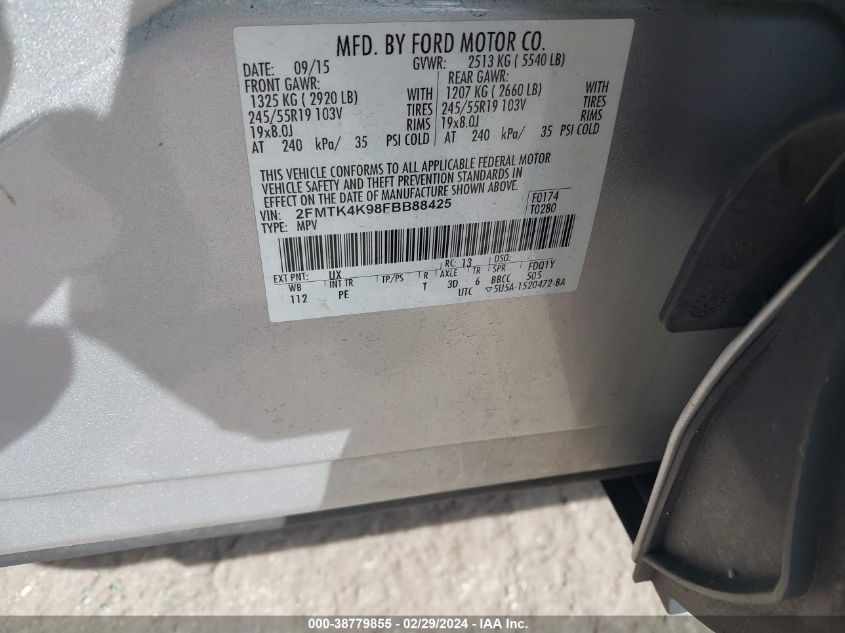 MFD. BY FORD MOTOR CO.
DATE: 09/15 GVWR: 2513 KG ( 5540 LB)
FRONT GAWR: REAR GAWR:
1325 KG ( 2920 LB) WITH 1207 KG ( 2660 LB) WITH
245/55R19 103V TIRES 245/55R19 103V TIRES
19x8.0J RIMS 19x8.0J RIMS
AT 240 kPa/ 35 PSI COLD AT 240 kPa/ 35 PSI COLD
THIS VEHICLE CONFORMS TO ALL APPLICABLE FEDERAL MOTOR
VEHICLE SAFETY AND THEFT PREVENTION STANDARDS IN
EFFECT ON THE DATE OF MANUFACTURE SHOWN ABOVE.
VIN: 2FMTK4K98FBB88425 F0174
TYPE: MPV T0280
EXT PNT: UX RC: 13 DSO:
WB INT TR TP/PS R AXLE TR SPR FDQTY
112 PE T 3D 6 BBCC 505
UTC ▽5U5A-1520472-BA
000-38779855 - 02/29/2024 - IAA Inc.